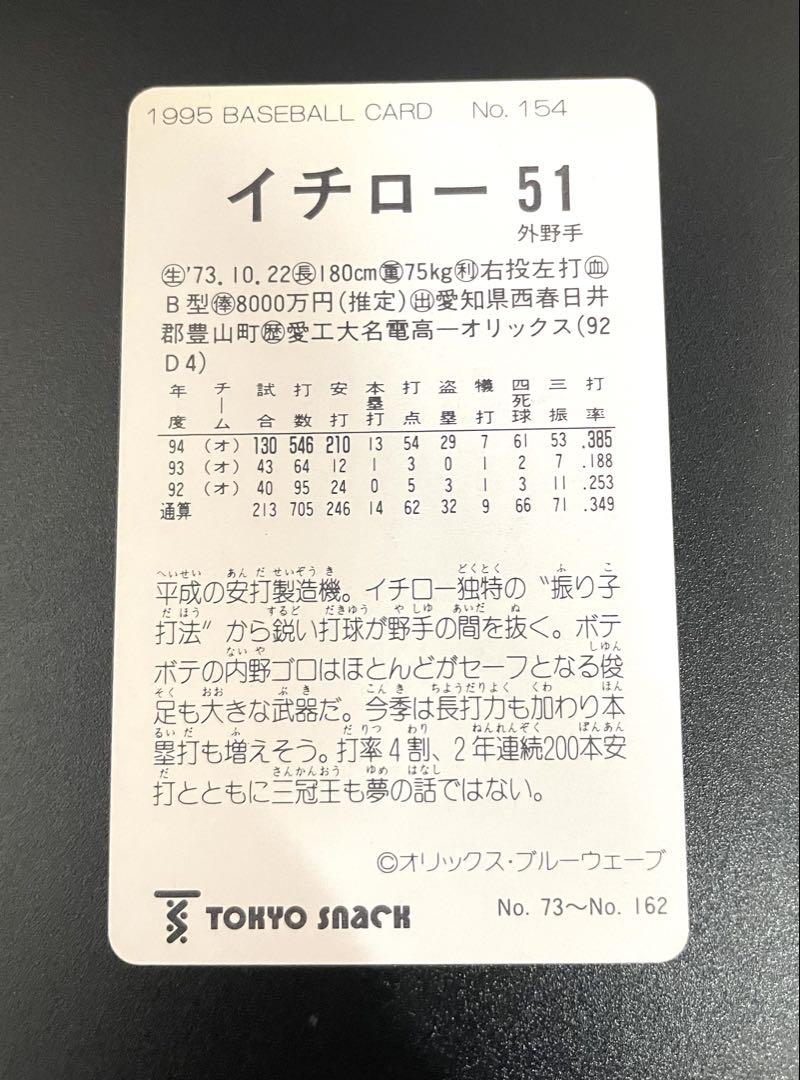 1995 BASEBALL CARD No. 154
イチロー 51
外野手
㊤'73.10.22㊤180cm㊤75kg㊤右投左打㊤
B型㊤8000万円(推定)㊤愛知県西春日井
郡豊山町㊤愛工大名電高ーオリックス(92
D4)
年度 チーム 試合 打数 安打 本塁打 打点 盗塁 犠打 四死球 三振 打率
94 (オ) 130 546 210 13 54 29 7 61 53 .385
93 (オ) 43 64 12 1 3 0 1 2 7 .188
92 (オ) 40 95 24 0 5 3 1 3 11 .253
通算 213 705 246 14 62 32 9 66 71 .349
へいせい あんだせいぞうき どくとく ふ こ
平成の安打製造機。イチロー独特の“振り子
だほう するど だきゅう やしゅ あいだ ぬ
打法”から鋭い打球が野手の間を抜く。ボテ
ないや しゅん
ボテの内野ゴロはほとんどがセーフとなる俊
そく おお ぶき こんき ちょうだりょく くわ ほん
足も大きな武器だ。今季は長打力も加わり本
るいだ ふ だりつ わり ねんれんぞく ぽんあん
塁打も増えそう。打率4割、2年連続200本安
だ さんかんおう ゆめ はなし
打とともに三冠王も夢の話ではない。
©オリックス・ブルーウェーブ
TOKYO SNACK No. 73〜No. 162